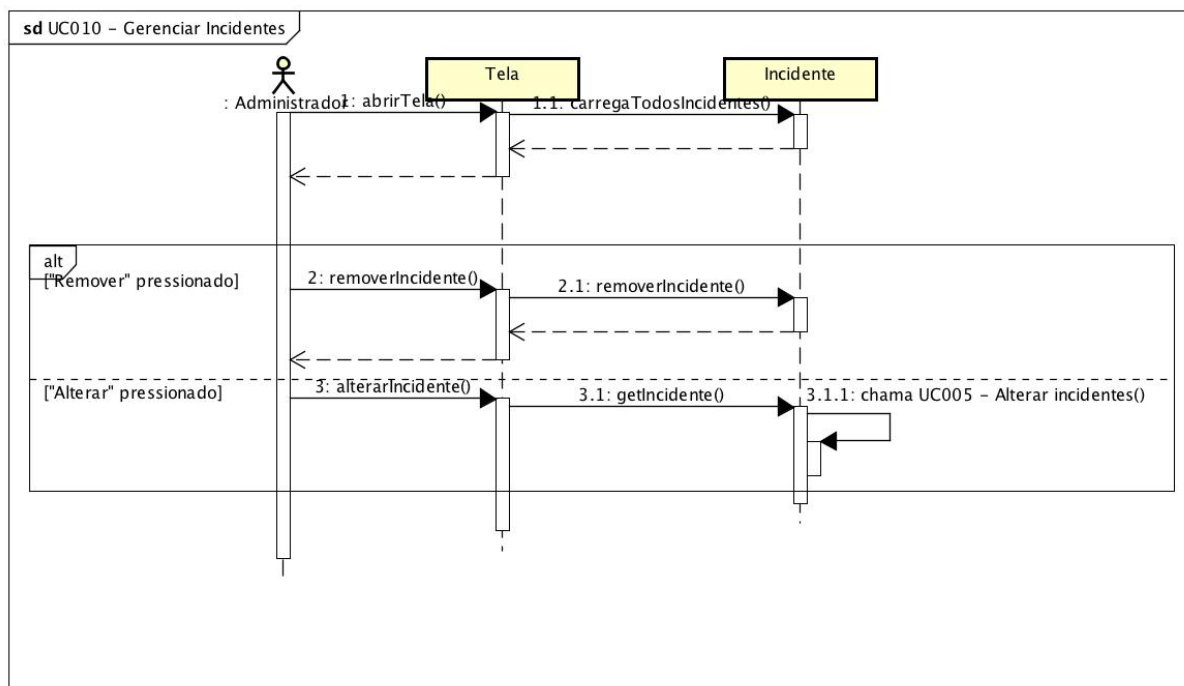 sd UC010 – Gerenciar Incidentes
Tela
Incidente
: Administrador
1: abrirTela()
1.1: carregaTodosIncidentes()
alt
["Remover" pressionado]
2: removerIncidente()
2.1: removerIncidente()
["Alterar" pressionado]
3: alterarIncidente()
3.1: getIncidente()
3.1.1: chama UC005 – Alterar incidentes()